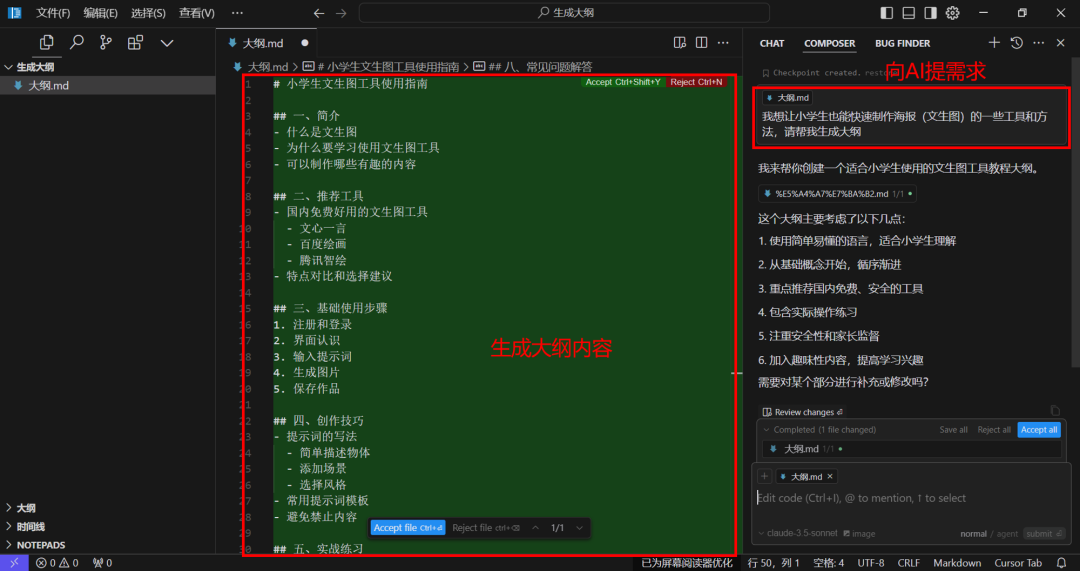 文件(F) 编辑(E) 选择(S) 查看(V) ··· 生成大纲
大纲.md
CHAT COMPOSER BUG FINDER
生成大纲
大纲.md
大纲.md > # 小学生文生图工具使用指南 > ## 八、常见问题解答
Accept Ctrl+Shift+Y Reject Ctrl+N
1 # 小学生文生图工具使用指南
2
3 ## 一、简介
4 - 什么是文生图
5 - 为什么要学习使用文生图工具
6 - 可以制作哪些有趣的内容
7
8 ## 二、推荐工具
9 - 国内免费好用的文生图工具
10 - 文心一言
11 - 百度绘画
12 - 腾讯智绘
13 - 特点对比和选择建议
14
15 ## 三、基础使用步骤
16 1. 注册和登录
17 2. 界面认识
18 3. 输入提示词
19 4. 生成图片
20 5. 保存作品
21
22 ## 四、创作技巧
23 - 提示词的写法
24 - 简单描述物体
25 - 添加场景
26 - 选择风格
27 - 常用提示词模板
28 - 避免禁止内容
29
30 ## 五、实战练习
生成大纲内容
Accept file Ctrl+⏎ Reject file ctrl+⌫ 1/1
Checkpoint created. restore
向AI提需求
大纲.md
我想让小学生也能快速制作海报（文生图）的一些工具和方
法，请帮我生成大纲
我来帮你创建一个适合小学生使用的文生图工具教程大纲。
%E5%A4%A7%E7%BA%B2.md 1/1 •
这个大纲主要考虑了以下几点：
1. 使用简单易懂的语言，适合小学生理解
2. 从基础概念开始，循序渐进
3. 重点推荐国内免费、安全的工具
4. 包含实际操作练习
5. 注重安全性和家长监督
6. 加入趣味性内容，提高学习兴趣
需要对某个部分进行补充或修改吗？
Review changes ⏎
Completed (1 file changed) Save all Reject all Accept all
大纲.md 1/1 •
大纲.md ×
Edit code (Ctrl+I), @ to mention, ↑ to select
claude-3.5-sonnet image normal / agent submit ⏎
大纲
时间线
NOTEPADS
0 0 0 已为屏幕阅读器优化 行 50，列 1 空格: 4 UTF-8 CRLF Markdown Cursor Tab